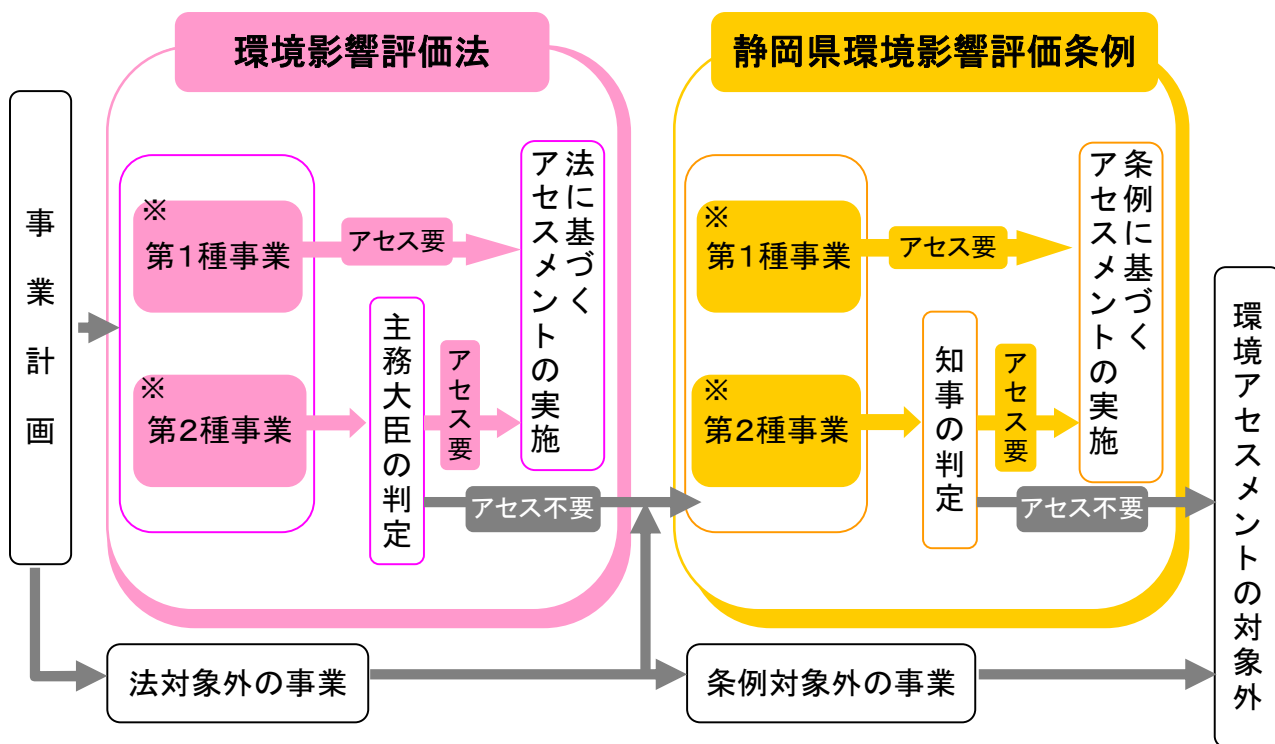 環境影響評価法
静岡県環境影響評価条例
事業計画
※
第1種事業
アセス要
法に基づく
アセスメントの実施
※
第2種事業
主務大臣の判定
アセス要
アセス不要
※
第1種事業
アセス要
条例に基づく
アセスメントの実施
※
第2種事業
知事の判定
アセス要
アセス不要
環境アセスメントの対象外
法対象外の事業
条例対象外の事業